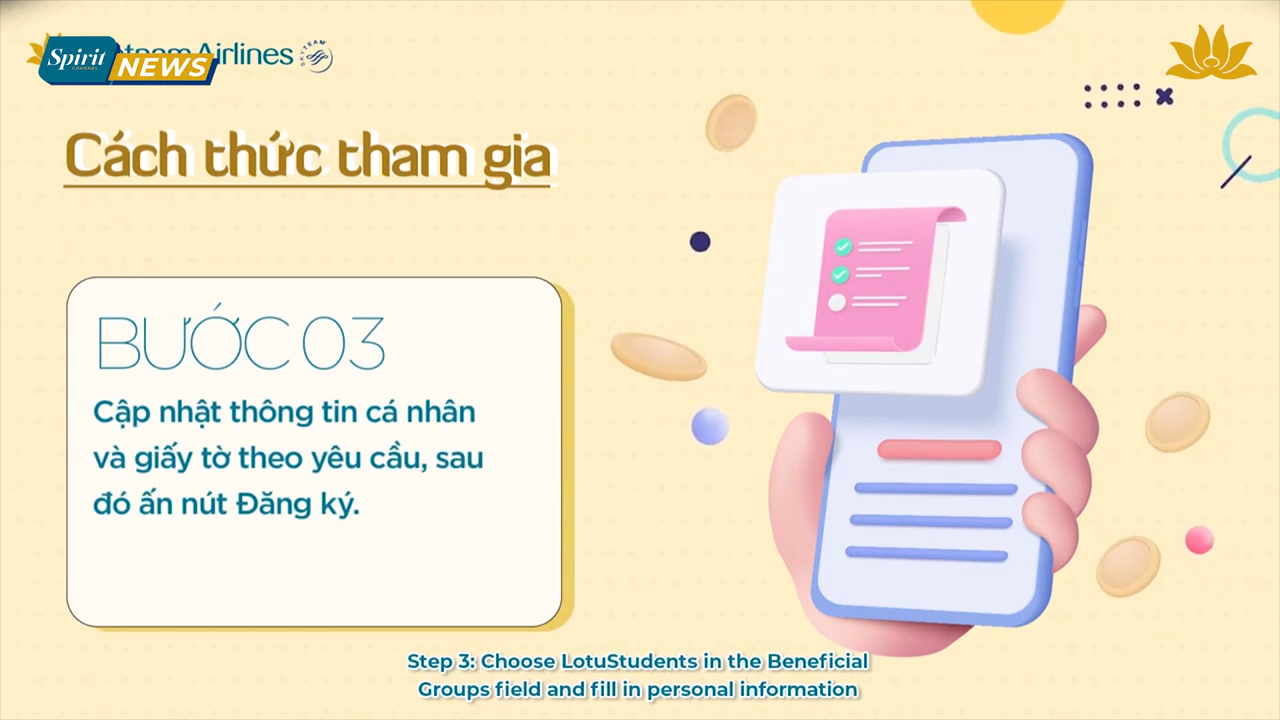 Spirit
CHANNEL
NEWS
Airlines
SKYTEAM
Cách thức tham gia
BƯỚC 03
Cập nhật thông tin cá nhân
và giấy tờ theo yêu cầu, sau
đó ấn nút Đăng ký.
Step 3: Choose LotuStudents in the Beneficial
Groups field and fill in personal information